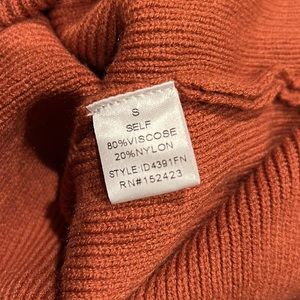 S
SELF
80%VISCOSE
20%NYLON
STYLE:ID4391FN
RN#152423